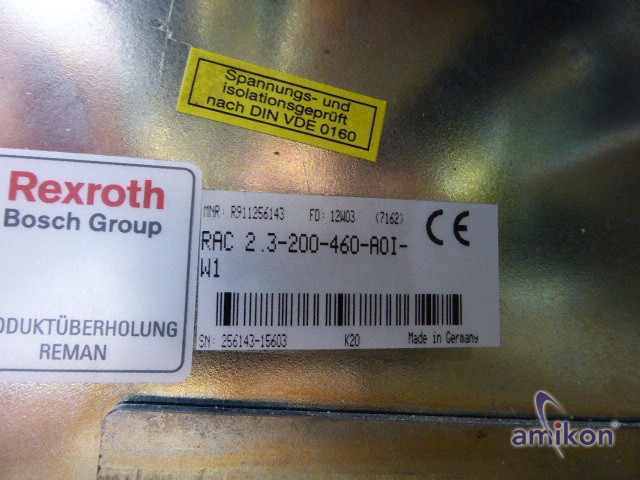 Spannungs- und
isolationsgeprüft
nach DIN VDE 0160
Rexroth
Bosch Group
ODUKTÜBERHOLUNG
REMAN
MNR: R911256143 FD: 12W03 (7162)
CE
RAC 2.3-200-460-A0I-
W1
SN: 256143-15603 K20 Made in Germany
amikon